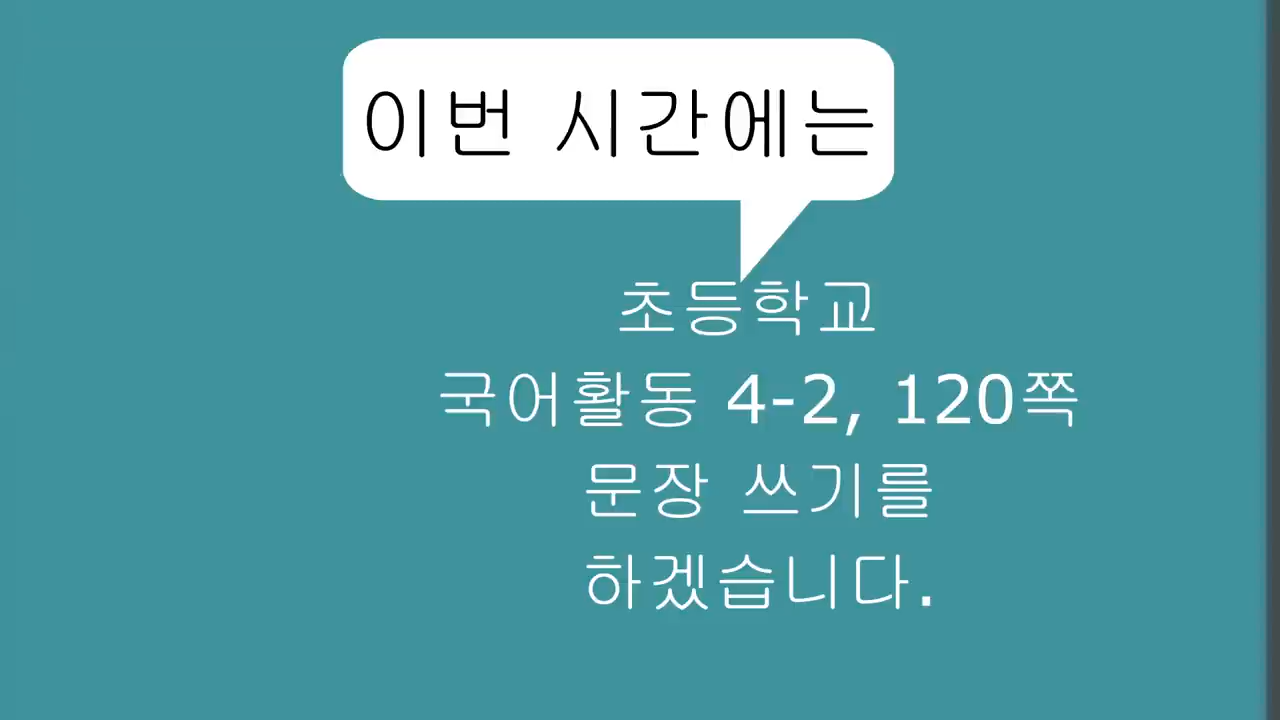 이번 시간에는
초등학교
국어활동 4-2, 120쪽
문장 쓰기를
하겠습니다.